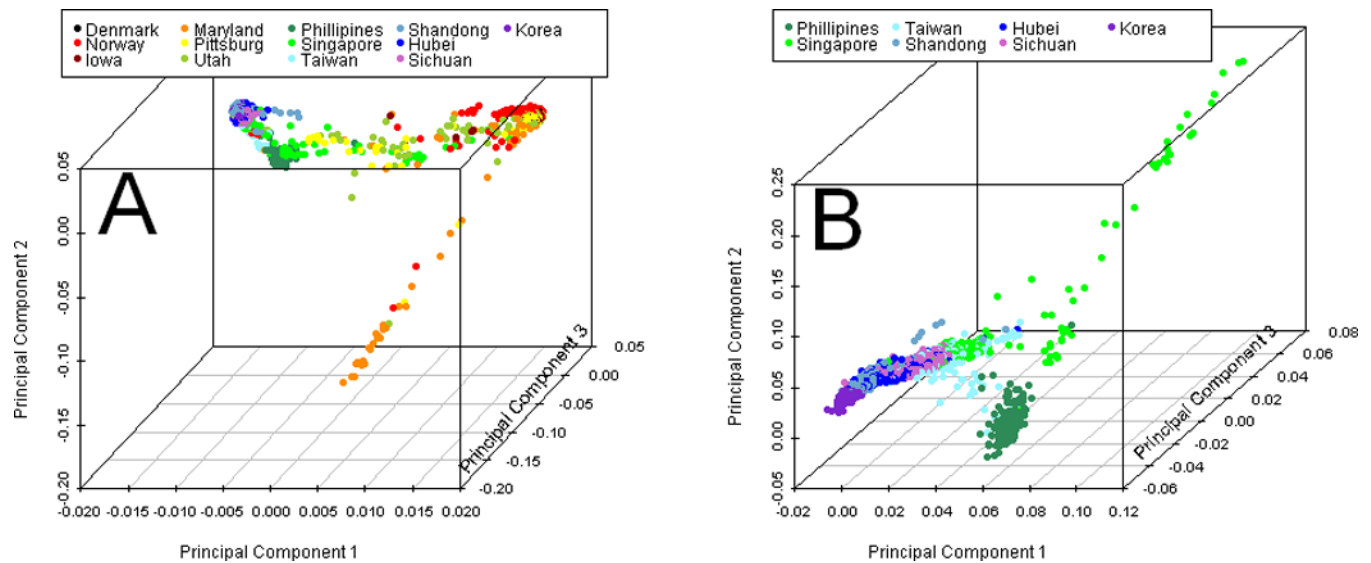 Denmark Maryland Phillipines Shandong Korea
Norway Pittsburg Singapore Hubei
Iowa Utah Taiwan Sichuan
A
Principal Component 2
0.05
0.00
-0.05
-0.10
-0.15
-0.20
-0.020 -0.015 -0.010 -0.005 0.000 0.005 0.010 0.015 0.020
Principal Component 1
Principal Component 3
0.05
0.00
-0.05
-0.10
-0.15
-0.20
Phillipines Taiwan Hubei Korea
Singapore Shandong Sichuan
B
Principal Component 2
0.25
0.20
0.15
0.10
0.05
0.00
-0.05
-0.02 0.00 0.02 0.04 0.06 0.08 0.10 0.12
Principal Component 1
Principal Component 3
0.08
0.06
0.04
0.02
0.00
-0.02
-0.04
-0.06